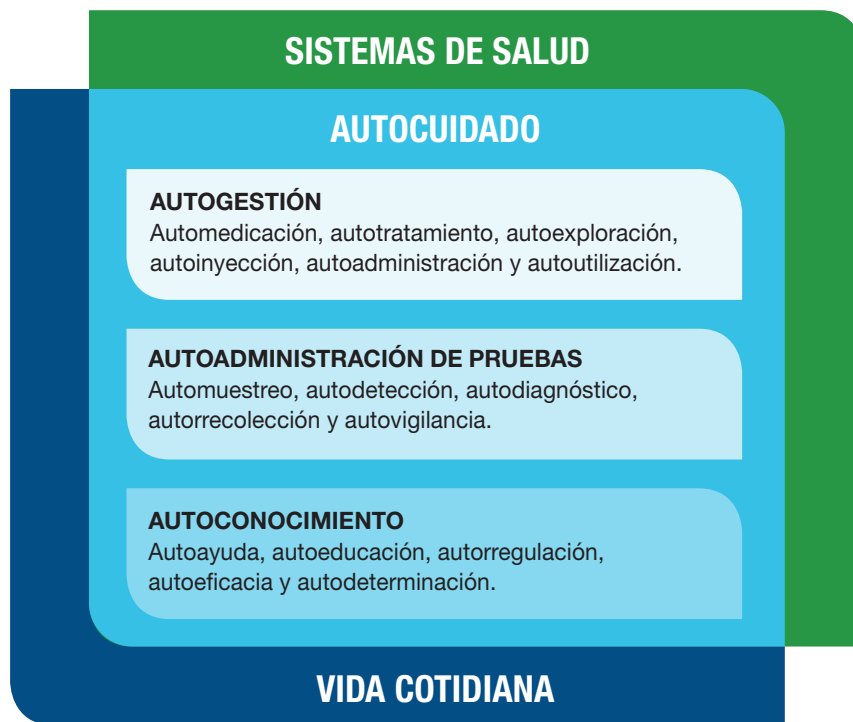 SISTEMAS DE SALUD
AUTOCUIDADO
AUTOGESTIÓN
Automedicación, autotratamiento, autoexploración,
autoinyección, autoadministración y autoutilización.
AUTOADMINISTRACIÓN DE PRUEBAS
Automuestreo, autodetección, autodiagnóstico,
autorrecolección y autovigilancia.
AUTOCONOCIMIENTO
Autoayuda, autoeducación, autorregulación,
autoeficacia y autodeterminación.
VIDA COTIDIANA